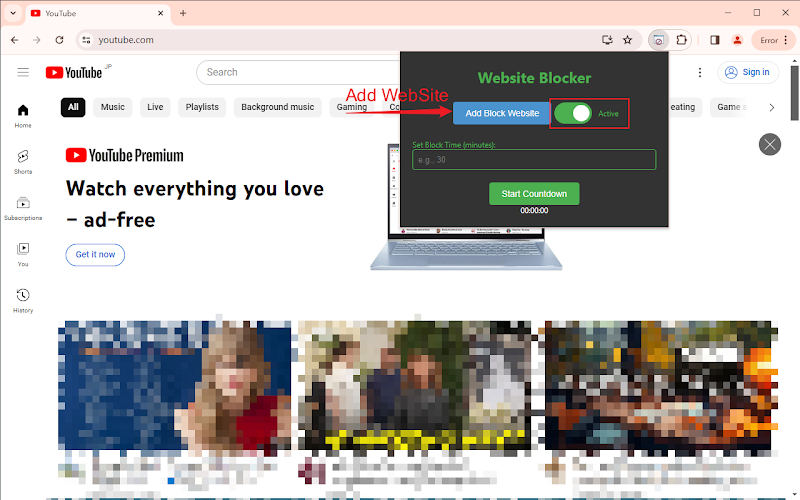 YouTube
youtube.com
Error
YouTube JP
Search
Sign in
All
Music
Live
Playlists
Background music
Gaming
Co
eating
Game s
Home
Shorts
Subscriptions
You
History
YouTube Premium
Watch everything you love
– ad-free
Get it now
Website Blocker
Add WebSite
Add Block Website
Active
Set Block Time (minutes):
e.g., 30
Start Countdown
00:00:00